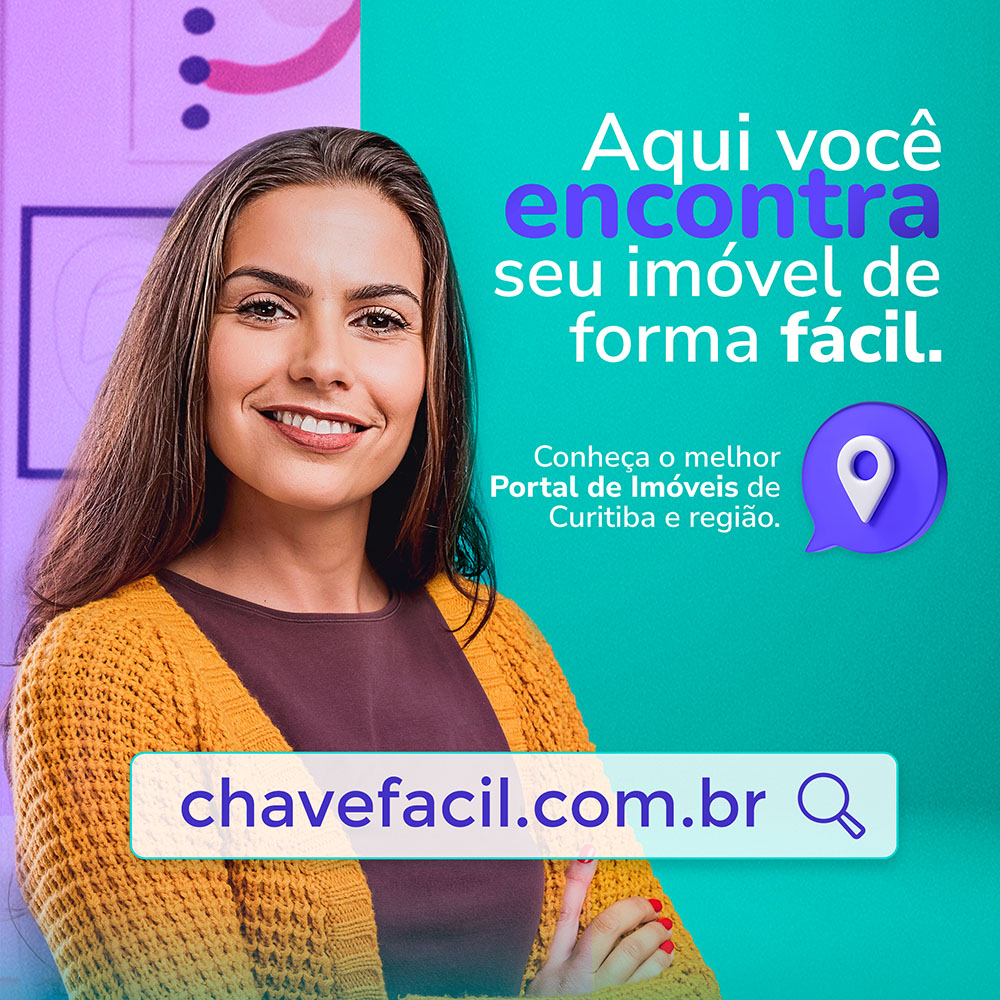 Aqui você
encontra
seu imóvel de
forma fácil.
Conheça o melhor
Portal de Imóveis de
Curitiba e região.
chavefacil.com.br